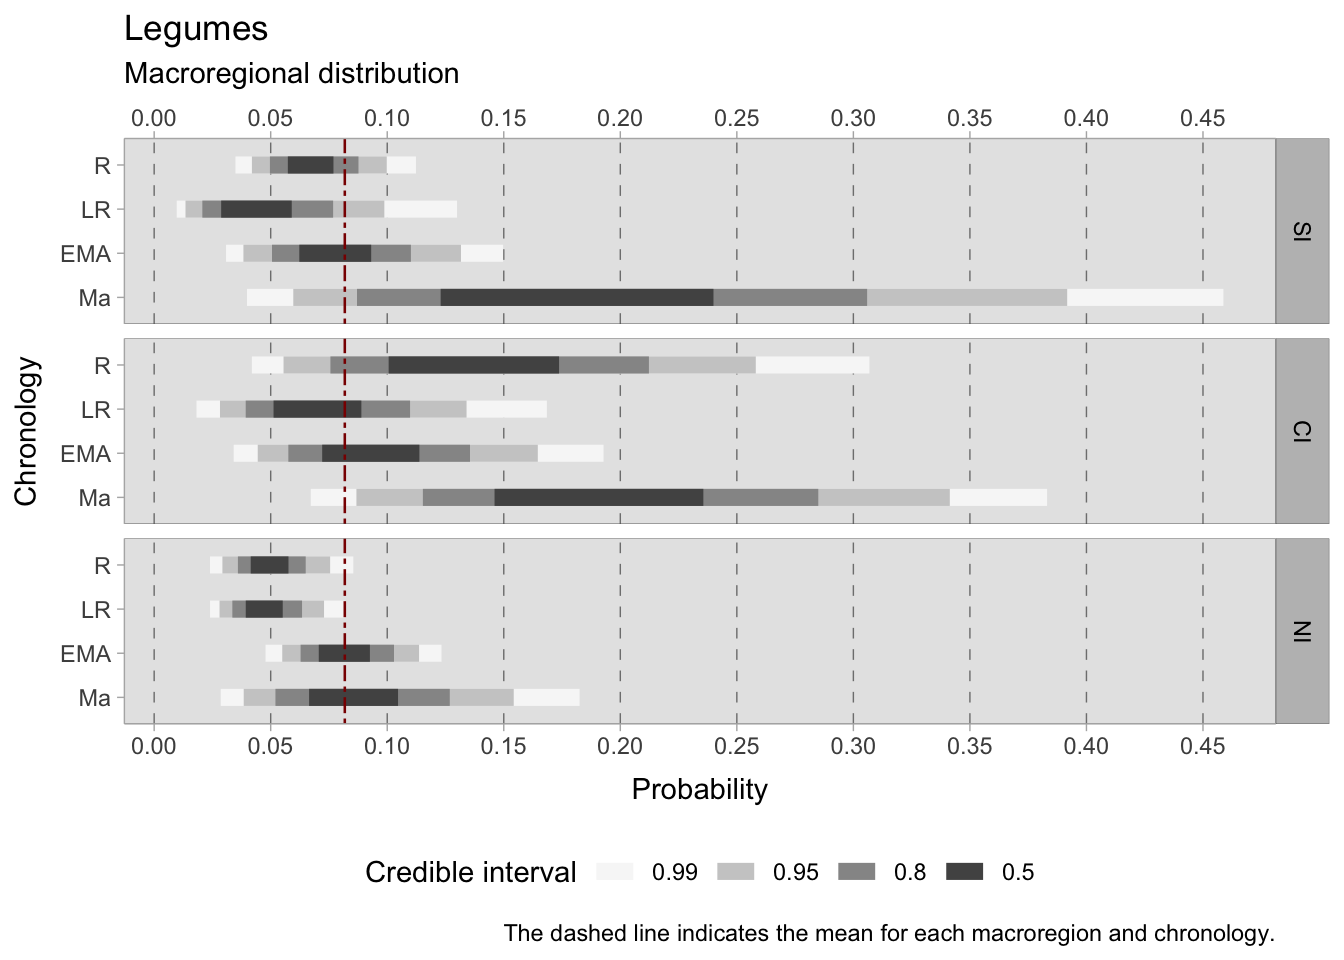 Legumes
Macroregional distribution
0.00 0.05 0.10 0.15 0.20 0.25 0.30 0.35 0.40 0.45
R
LR
EMA
Ma
SI
Chronology
R
LR
EMA
Ma
CI
R
LR
EMA
Ma
NI
0.00 0.05 0.10 0.15 0.20 0.25 0.30 0.35 0.40 0.45
Probability
Credible interval 0.99 0.95 0.8 0.5
The dashed line indicates the mean for each macroregion and chronology.